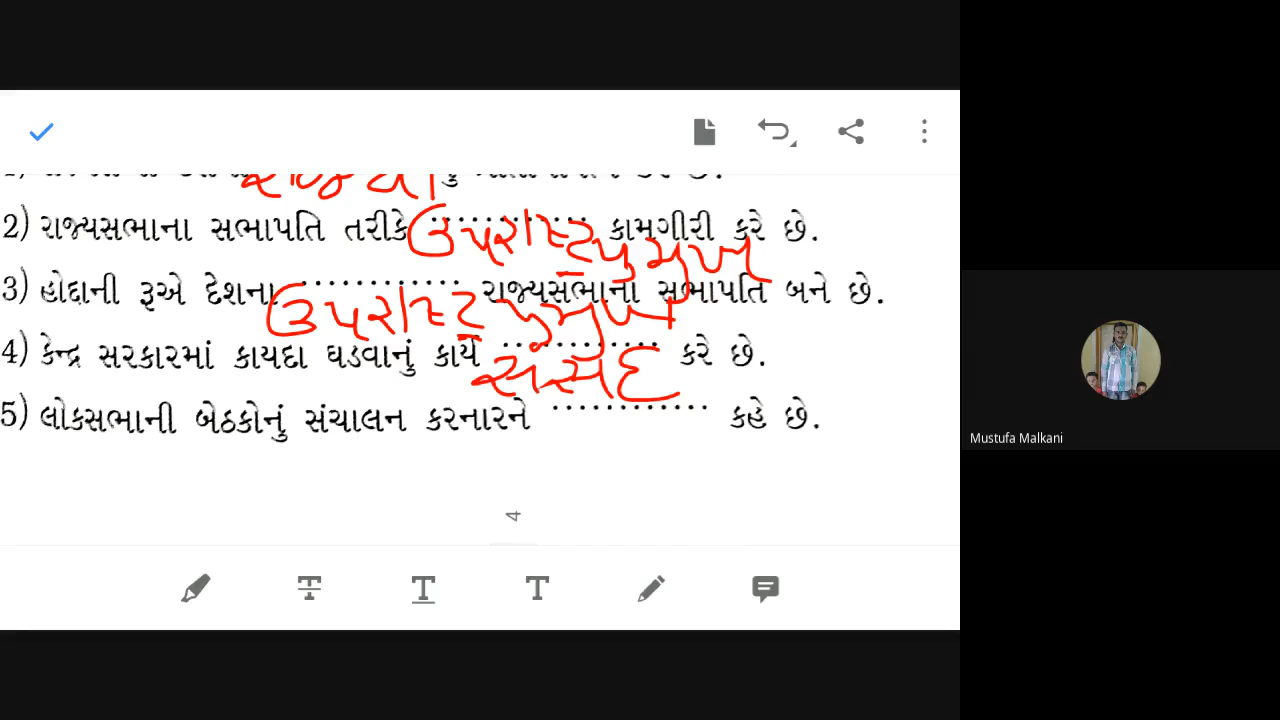 2) રાજ્યસભાના સભાપતિ તરીકે ............ કામગીરી કરે છે.
ઉપરાષ્ટ્રપ્રમુખ
3) હોદ્દાની રૂએ દેશના ............ રાજ્યસભાના સભાપતિ બને છે.
ઉપરાષ્ટ્રપ્રમુખ
4) કેન્દ્ર સરકારમાં કાયદા ઘડવાનું કાર્ય ............ કરે છે.
સસદ
5) લોકસભાની બેઠકોનું સંચાલન કરનારને ............ કહે છે.
4
Mustufa Malkani